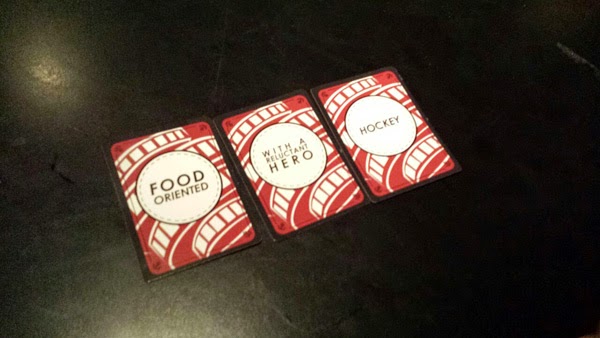 FOOD
ORIENTED
WITH A
RELUCTANT
HERO
HOCKEY